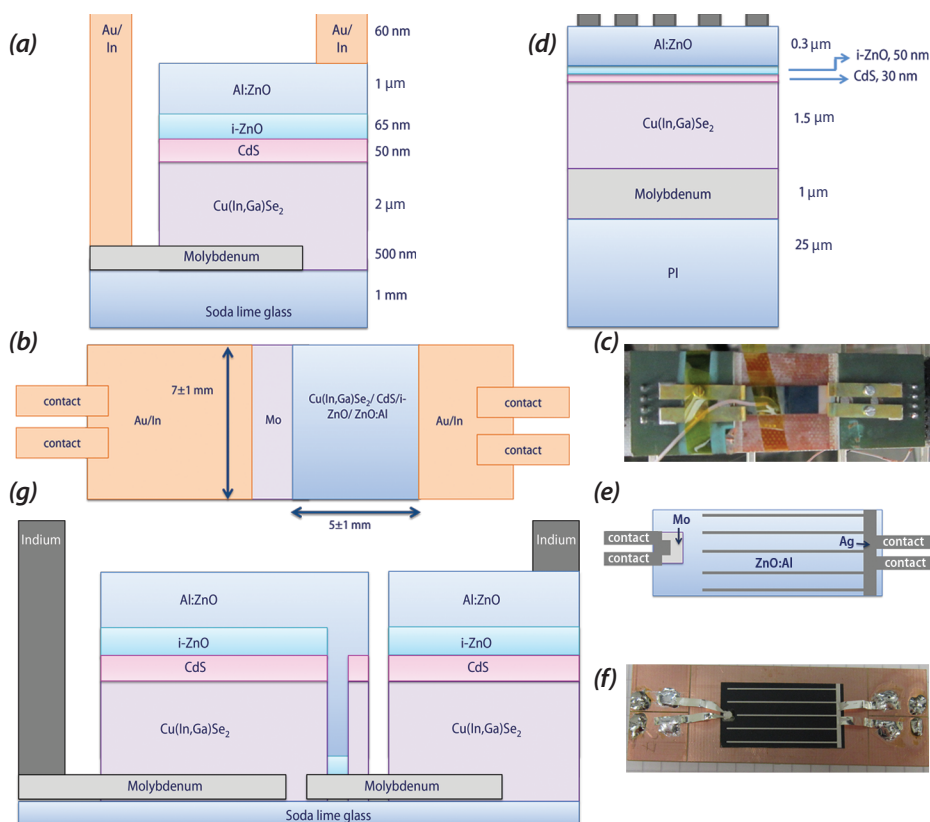 (a)
Au/
In
Au/
In
60 nm
Al:ZnO
1 μm
i-ZnO
65 nm
CdS
50 nm
Cu(In,Ga)Se2
2 μm
Molybdenum
500 nm
Soda lime glass
1 mm
(d)
Al:ZnO
0.3 μm
i-ZnO, 50 nm
CdS, 30 nm
Cu(In,Ga)Se2
1.5 μm
Molybdenum
1 μm
25 μm
PI
(b)
contact
contact
7±1 mm
Au/In
Mo
Cu(In,Ga)Se2/ CdS/i-
ZnO/ ZnO:Al
Au/In
contact
contact
5±1 mm
(c)
(g)
Indium
Indium
Al:ZnO
Al:ZnO
i-ZnO
i-ZnO
CdS
CdS
Cu(In,Ga)Se2
Cu(In,Ga)Se2
Molybdenum
Molybdenum
Soda lime glass
(e)
Mo
contact
contact
Ag
contact
contact
ZnO:Al
(f)